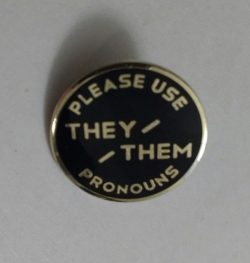 PLEASE USE
THEY/
/THEM
PRONOUNS